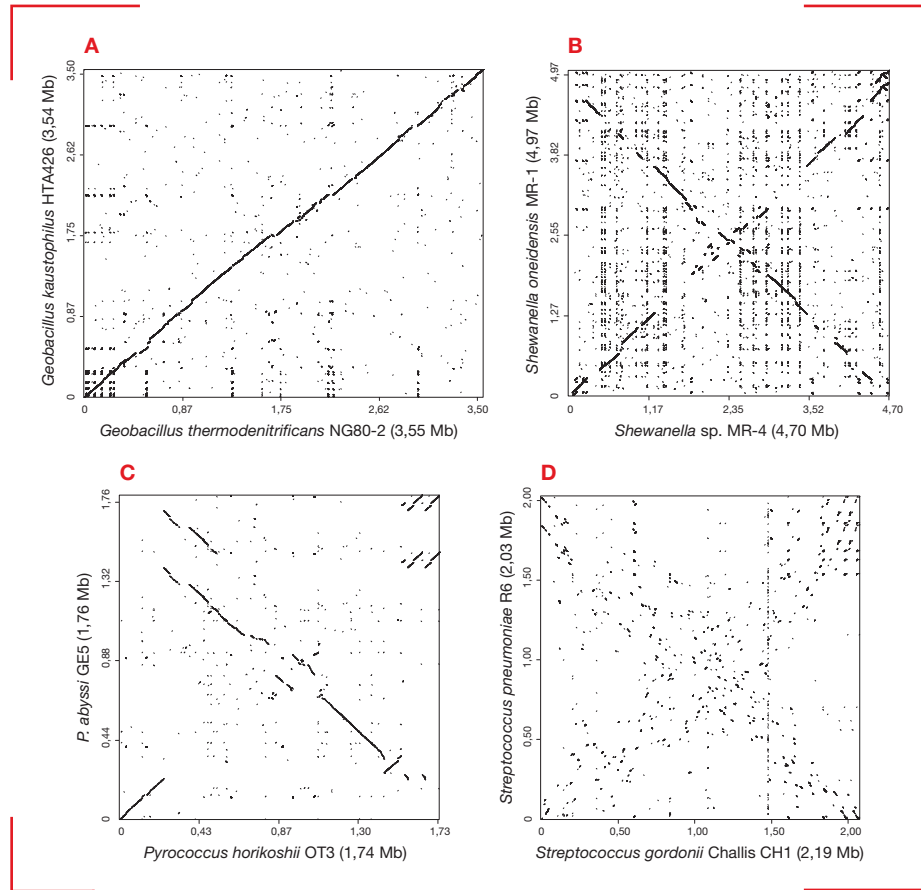 A
Geobacillus kaustophilus HTA426 (3,54 Mb)
3,50
2,62
1,75
0,87
0
0 0,87 1,75 2,62 3,50
Geobacillus thermodenitrificans NG80-2 (3,55 Mb)
B
Shewanella oneidensis MR-1 (4,97 Mb)
4,97
3,82
2,55
1,27
0
0 1,17 2,35 3,52 4,70
Shewanella sp. MR-4 (4,70 Mb)
C
P. abyssi GE5 (1,76 Mb)
1,76
1,32
0,88
0,44
0
0 0,43 0,87 1,30 1,73
Pyrococcus horikoshii OT3 (1,74 Mb)
D
Streptococcus pneumoniae R6 (2,03 Mb)
2,00
1,50
1,00
0,50
0
0 0,50 1,00 1,50 2,00
Streptococcus gordonii Challis CH1 (2,19 Mb)